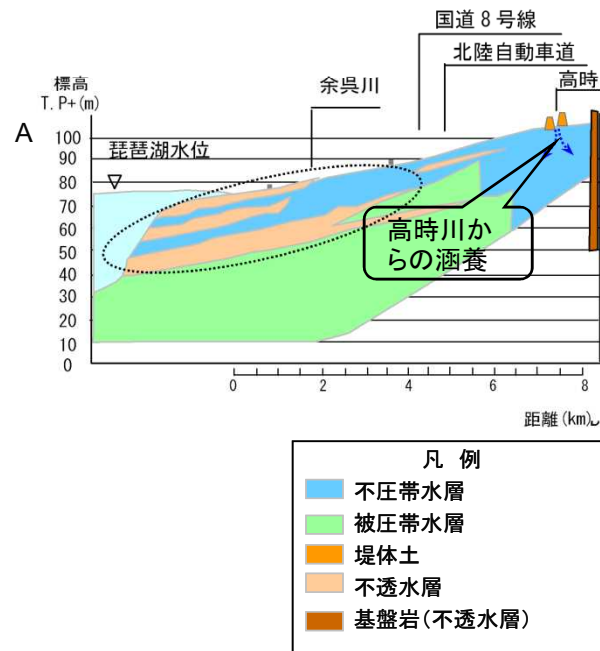 国道８号線
北陸自動車道
高時
余呉川
標高
T.P+(m)
A
琵琶湖水位
100
90
80
70
60
50
40
30
20
10
0
高時川か
らの涵養
0 2 4 6 8
距離(km)
凡 例
不圧帯水層
被圧帯水層
堤体土
不透水層
基盤岩(不透水層)